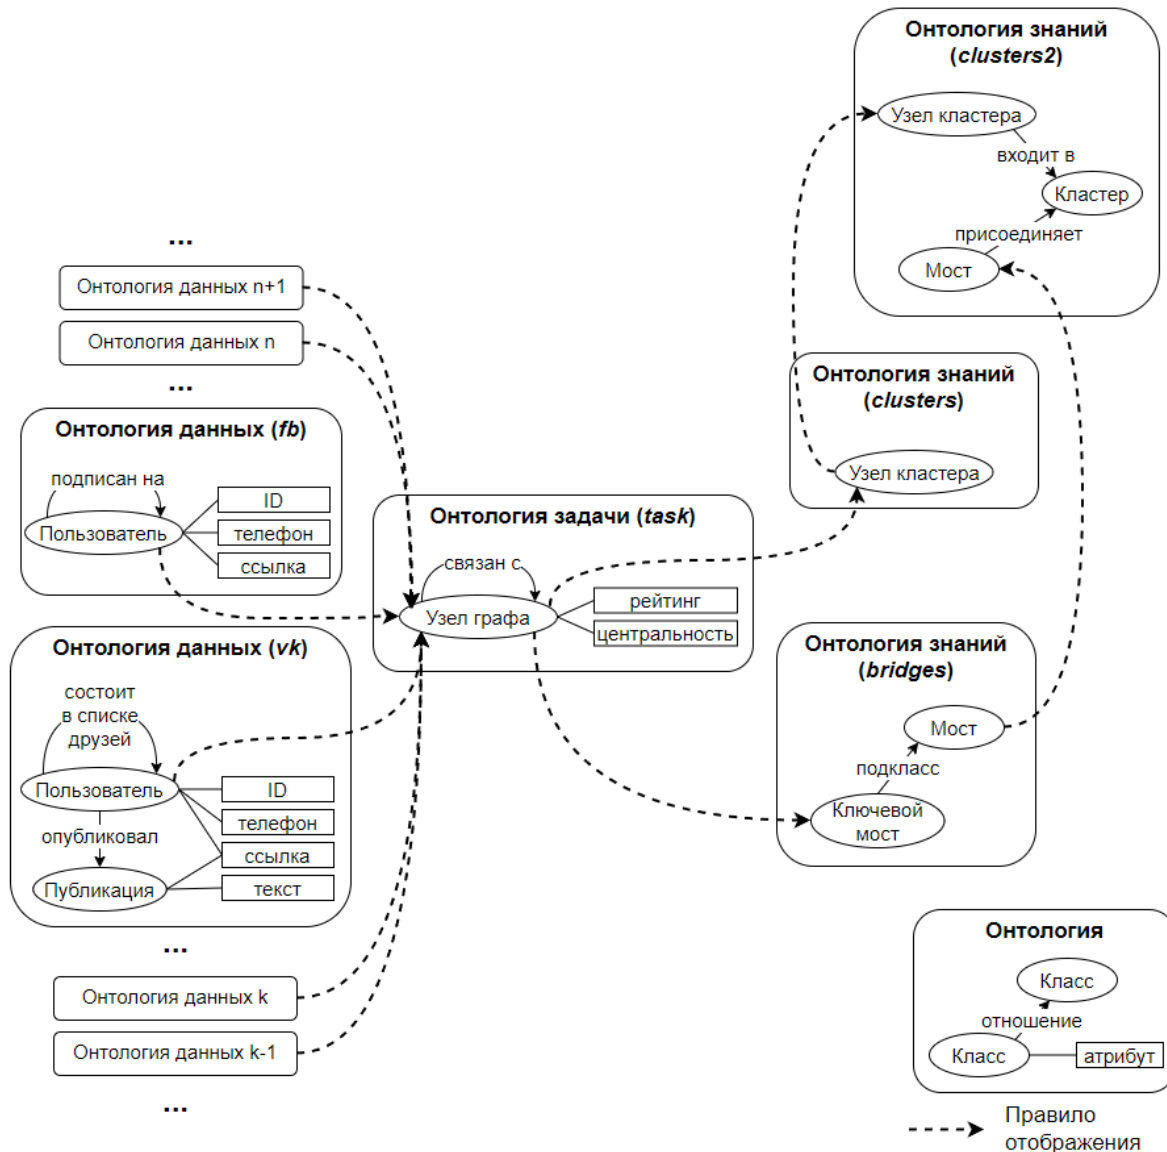 ...
Онтология данных n+1
Онтология данных n
...
Онтология данных (fb)
подписан на
Пользователь
ID
телефон
ссылка
Онтология данных (vk)
состоит
в списке
друзей
Пользователь
опубликовал
Публикация
ID
телефон
ссылка
текст
...
Онтология данных k
Онтология данных k-1
...
Онтология задачи (task)
связан с
Узел графа
рейтинг
центральность
Онтология знаний
(clusters2)
Узел кластера
входит в
Кластер
присоединяет
Мост
Онтология знаний
(clusters)
Узел кластера
Онтология знаний
(bridges)
Мост
подкласс
Ключевой
мост
Онтология
Класс
отношение
Класс
атрибут
Правило
отображения